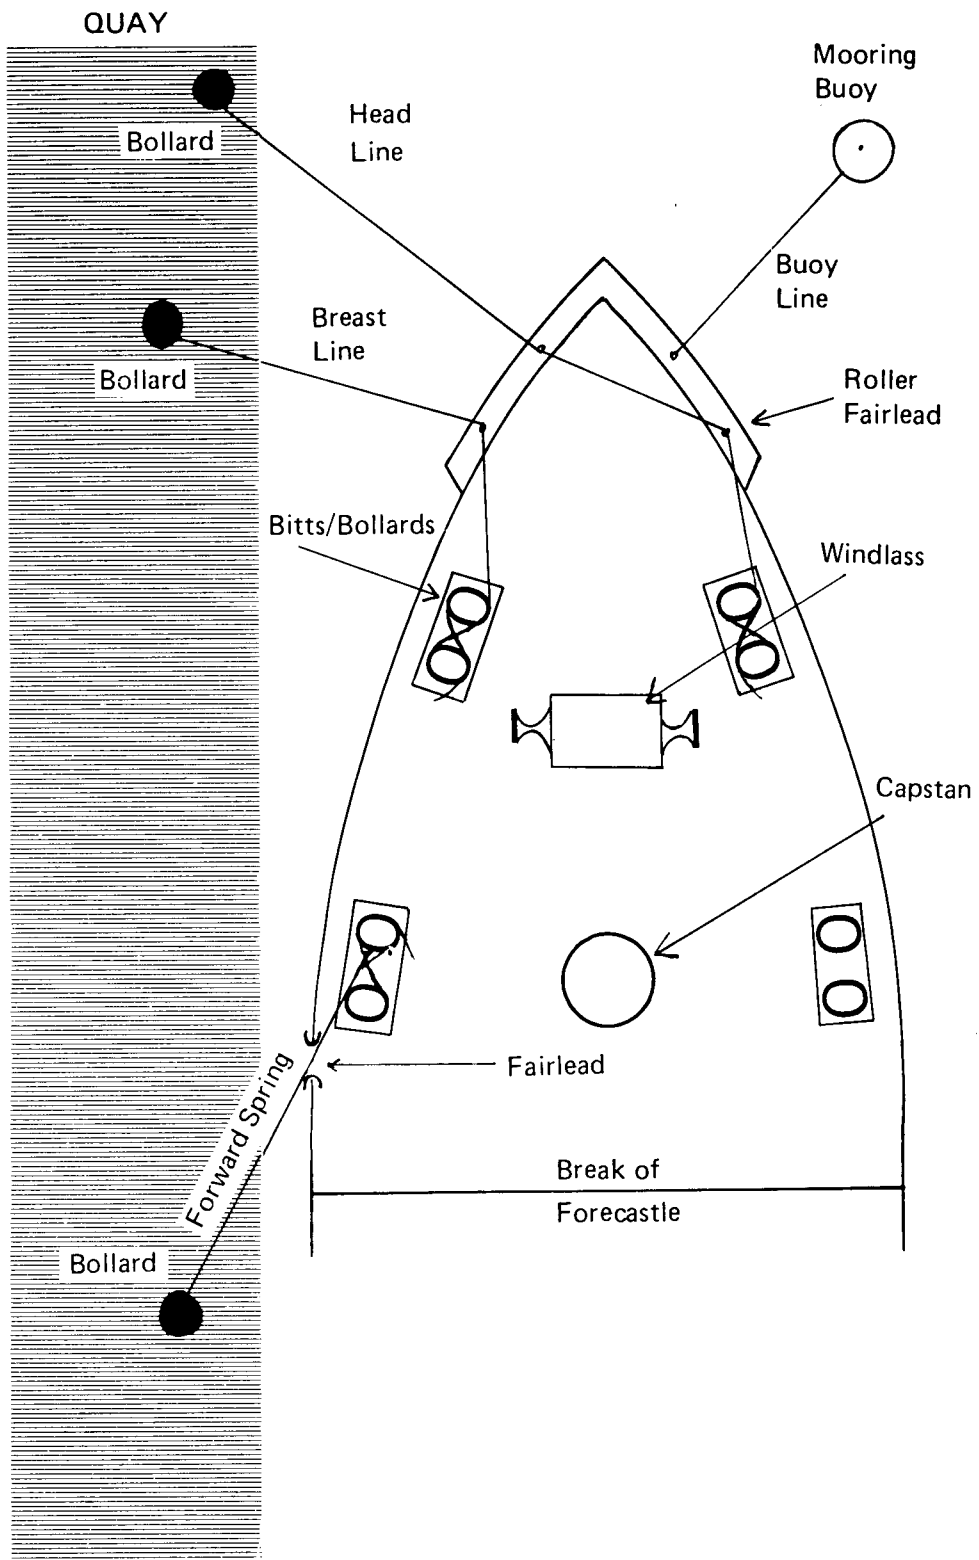 QUAY
Mooring
Buoy
Head
Line
Bollard
Buoy
Line
Breast
Line
Bollard
Roller
Fairlead
Bitts/Bollards
Windlass
Capstan
Fairlead
Forward Spring
Break of
Forecastle
Bollard